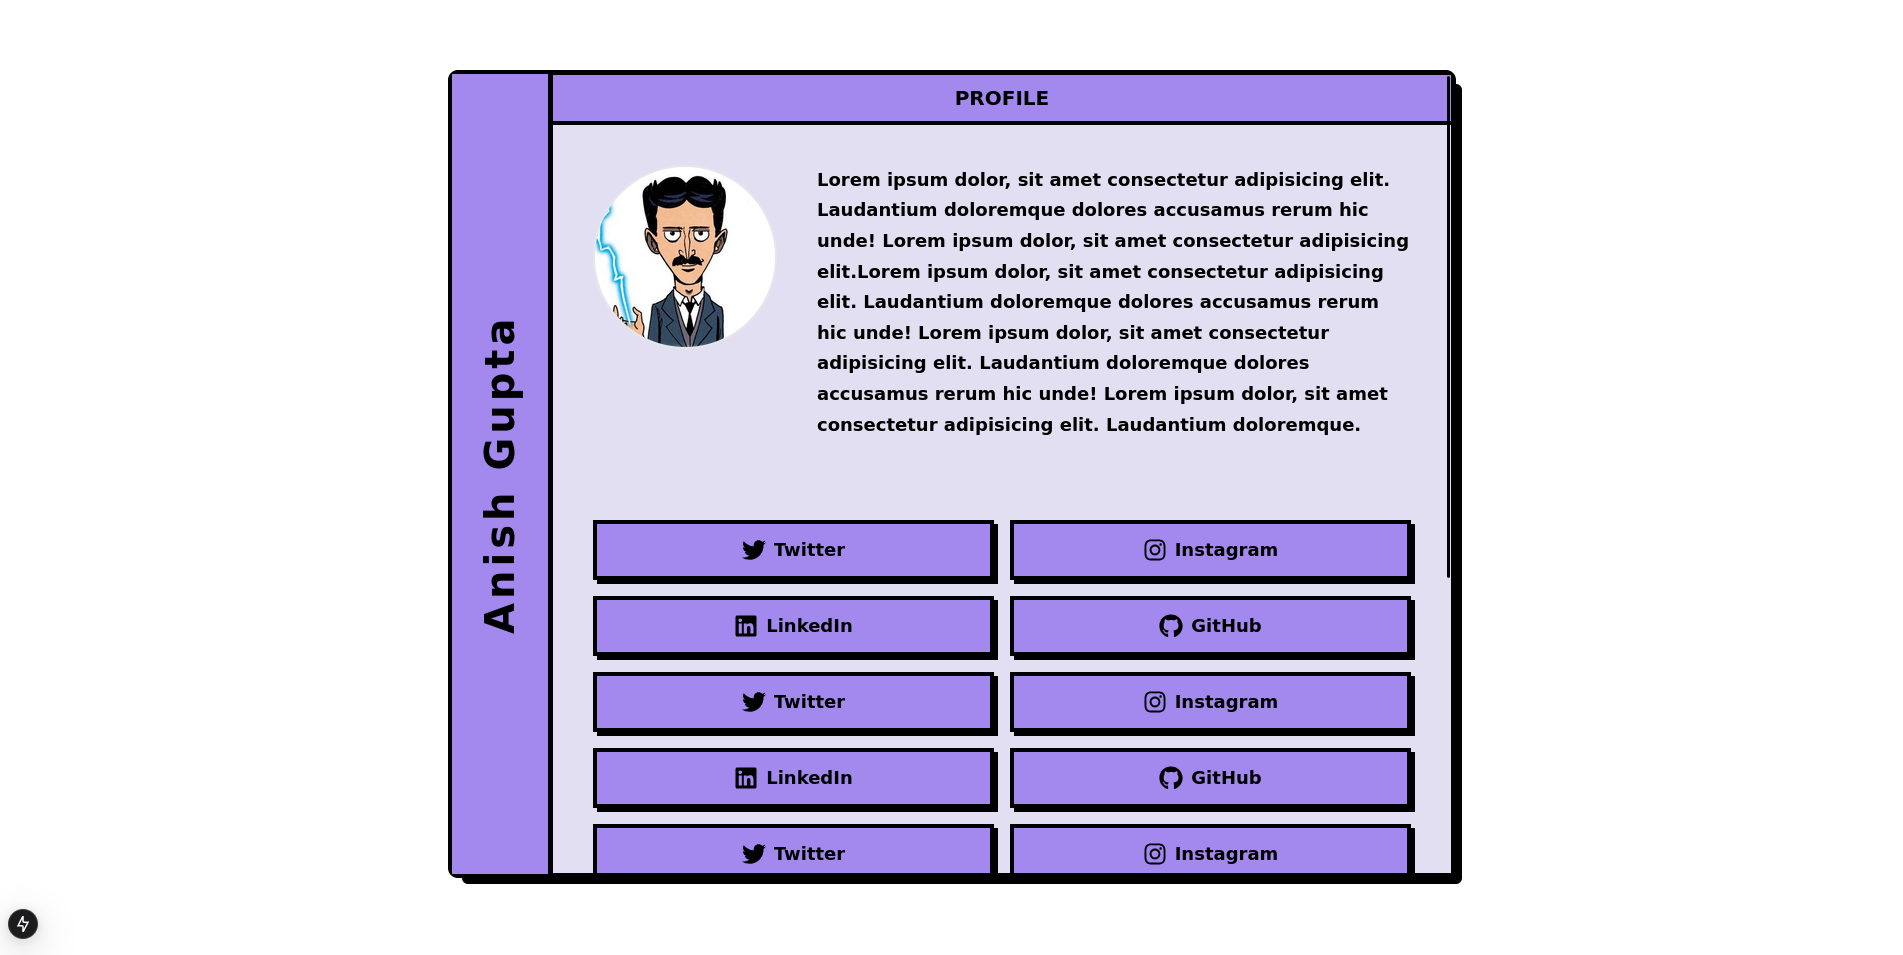 Anish Gupta
PROFILE
Lorem ipsum dolor, sit amet consectetur adipisicing elit.
Laudantium doloremque dolores accusamus rerum hic
unde! Lorem ipsum dolor, sit amet consectetur adipisicing
elit.Lorem ipsum dolor, sit amet consectetur adipisicing
elit. Laudantium doloremque dolores accusamus rerum
hic unde! Lorem ipsum dolor, sit amet consectetur
adipisicing elit. Laudantium doloremque dolores
accusamus rerum hic unde! Lorem ipsum dolor, sit amet
consectetur adipisicing elit. Laudantium doloremque.
Twitter
Instagram
LinkedIn
GitHub
Twitter
Instagram
LinkedIn
GitHub
Twitter
Instagram